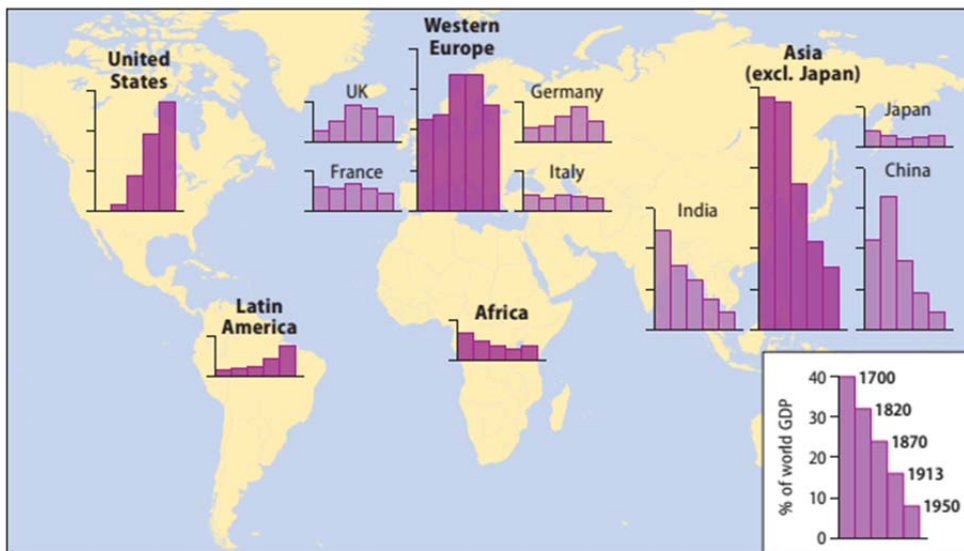 United
States
UK
France
Western
Europe
Germany
Italy
Asia
(excl. Japan)
Japan
China
India
Latin
America
Africa
% of world GDP
40
30
20
10
0
1700
1820
1870
1913
1950